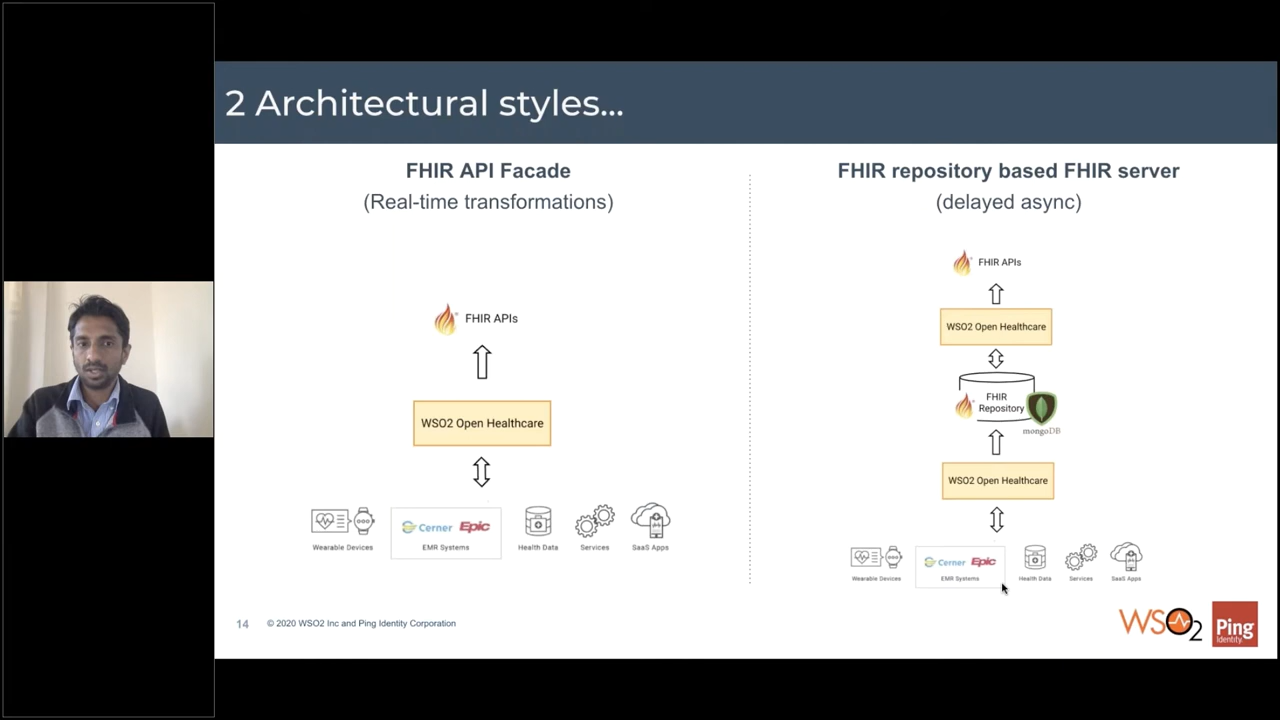 2 Architectural styles...
FHIR API Facade
(Real-time transformations)
FHIR APIs
WSO2 Open Healthcare
Cerner Epic
Wearable Devices
EMR Systems
Health Data
Services
SaaS Apps
FHIR repository based FHIR server
(delayed async)
FHIR APIs
WSO2 Open Healthcare
FHIR
Repository
mongoDB
WSO2 Open Healthcare
Cerner Epic
Wearable Devices
EMR Systems
Health Data
Services
SaaS Apps
14
© 2020 WSO2 Inc and Ping Identity Corporation
WSO2
Ping
Identity.